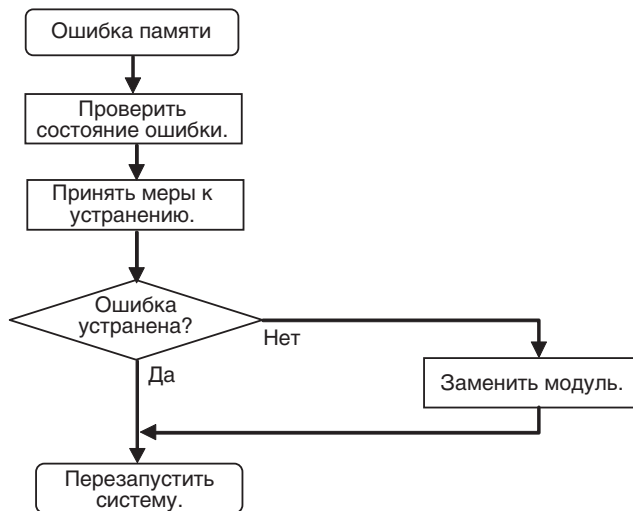 Ошибка памяти
Проверить
состояние ошибки.
Принять меры к
устранению.
Ошибка
устранена?
Нет
Да
Заменить модуль.
Перезапустить
систему.